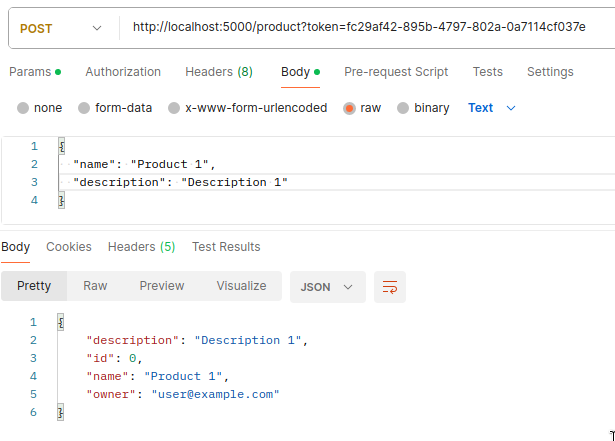 POST http://localhost:5000/product?token=fc29af42-895b-4797-802a-0a7114cf037e
Params Authorization Headers (8) Body Pre-request Script Tests Settings
none form-data x-www-form-urlencoded raw binary Text
1 {
2 "name": "Product 1",
3 "description": "Description 1"
4 }
Body Cookies Headers (5) Test Results
Pretty Raw Preview Visualize JSON
1 {
2 "description": "Description 1",
3 "id": 0,
4 "name": "Product 1",
5 "owner": "user@example.com"
6 }